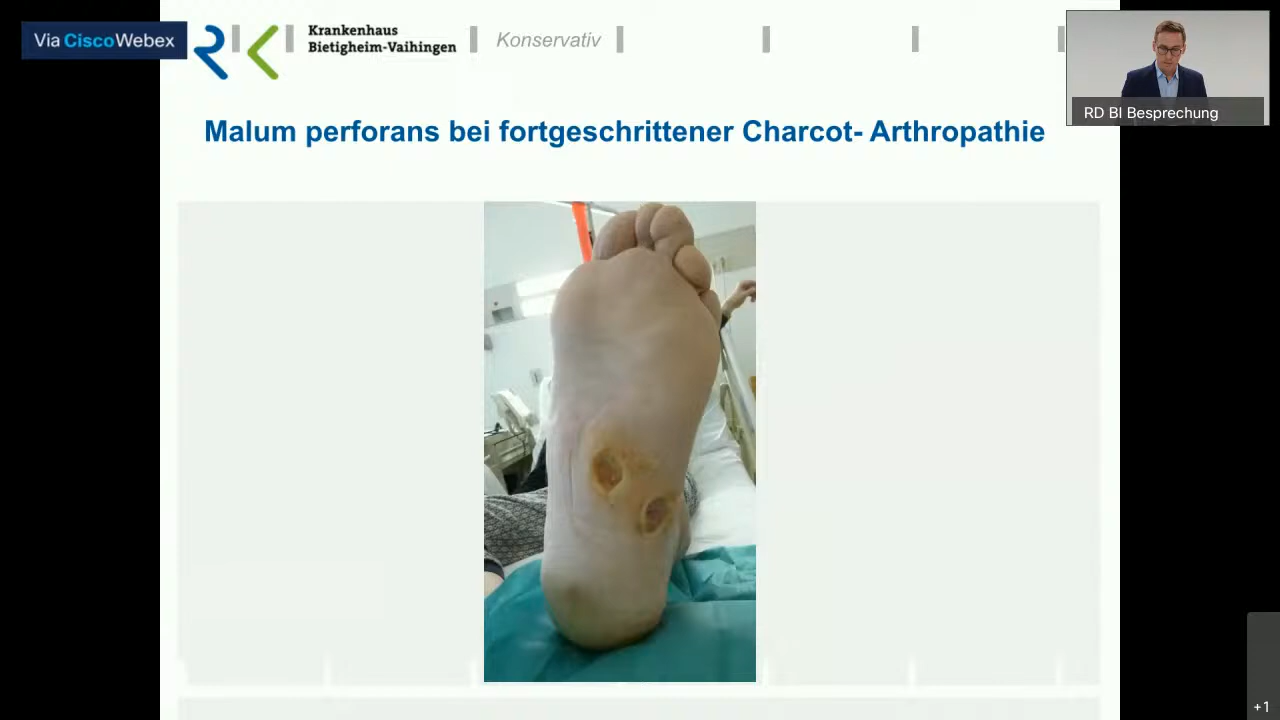 Via CiscoWebex
Krankenhaus
Bietigheim-Vaihingen
Konservativ
RD BI Besprechung
Malum perforans bei fortgeschrittener Charcot- Arthropathie
+1